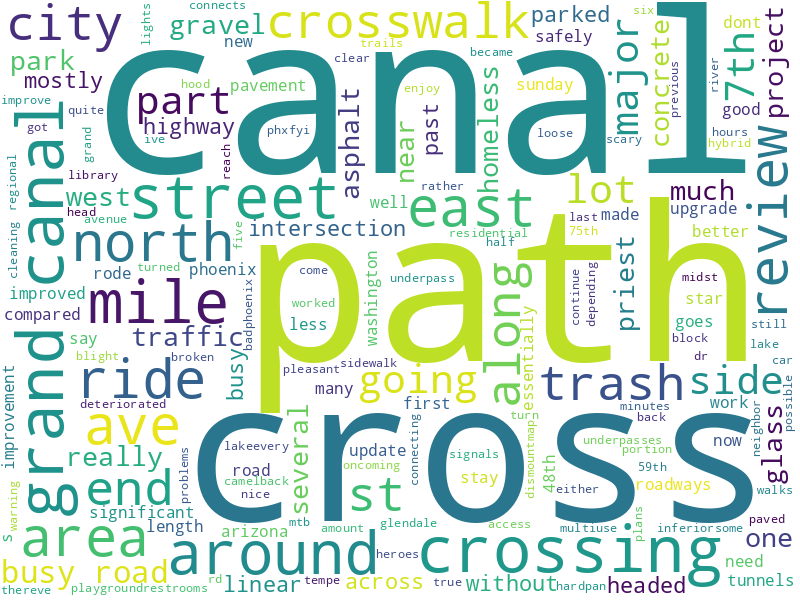 connects
lights
city
crosswalk
parked
safely
six
dont
trails
gravel
new
clear
became
previous
river
major
concrete
7th
project
park
mostly
improve
hood
pavement
enjoy
sunday
good
canal
part
highway
asphalt
near
past
homeless
hours
hybrid
quite
got
ive
phxfyi
loose
scary
grand
reach
rather
library
head
avenue
west
street
east
well
residential
half
lot
last
75th
much
made
upgrade
better
review
canal
north
intersection
along
path
priest
star
goes
midst
still
block
lake
dr
car
regional
cleaning
five
turned
phoenix
rode
come
underpass
washington
continue
depending
improved
compared
mile
badphoenix
worked
less
traffic
say
blight
broken
pleasant
sidewalk
essentially
grand
ride
busy
many
going
trash
side
glass
possible
neighbor
deteriorated
ave
really
end
significant
improvement
problems
lakeevery
road
camelback
nice
several
first
update
connecting
cross
turn
minutes
back
work
walks
underpasses
portion
now
59th
48th
dismountmap
signals
stay
either
roadways
oncoming
st
length
arizona
mtb
amount
glendale
access
multiuse
plans
inferiorsome
paved
one
s
warning
area
around
heroes
crossing
need
tunnels
busy road
thereve
playgroundrestrooms
rd
linear
tempe
across
true
without
hardpan
headed